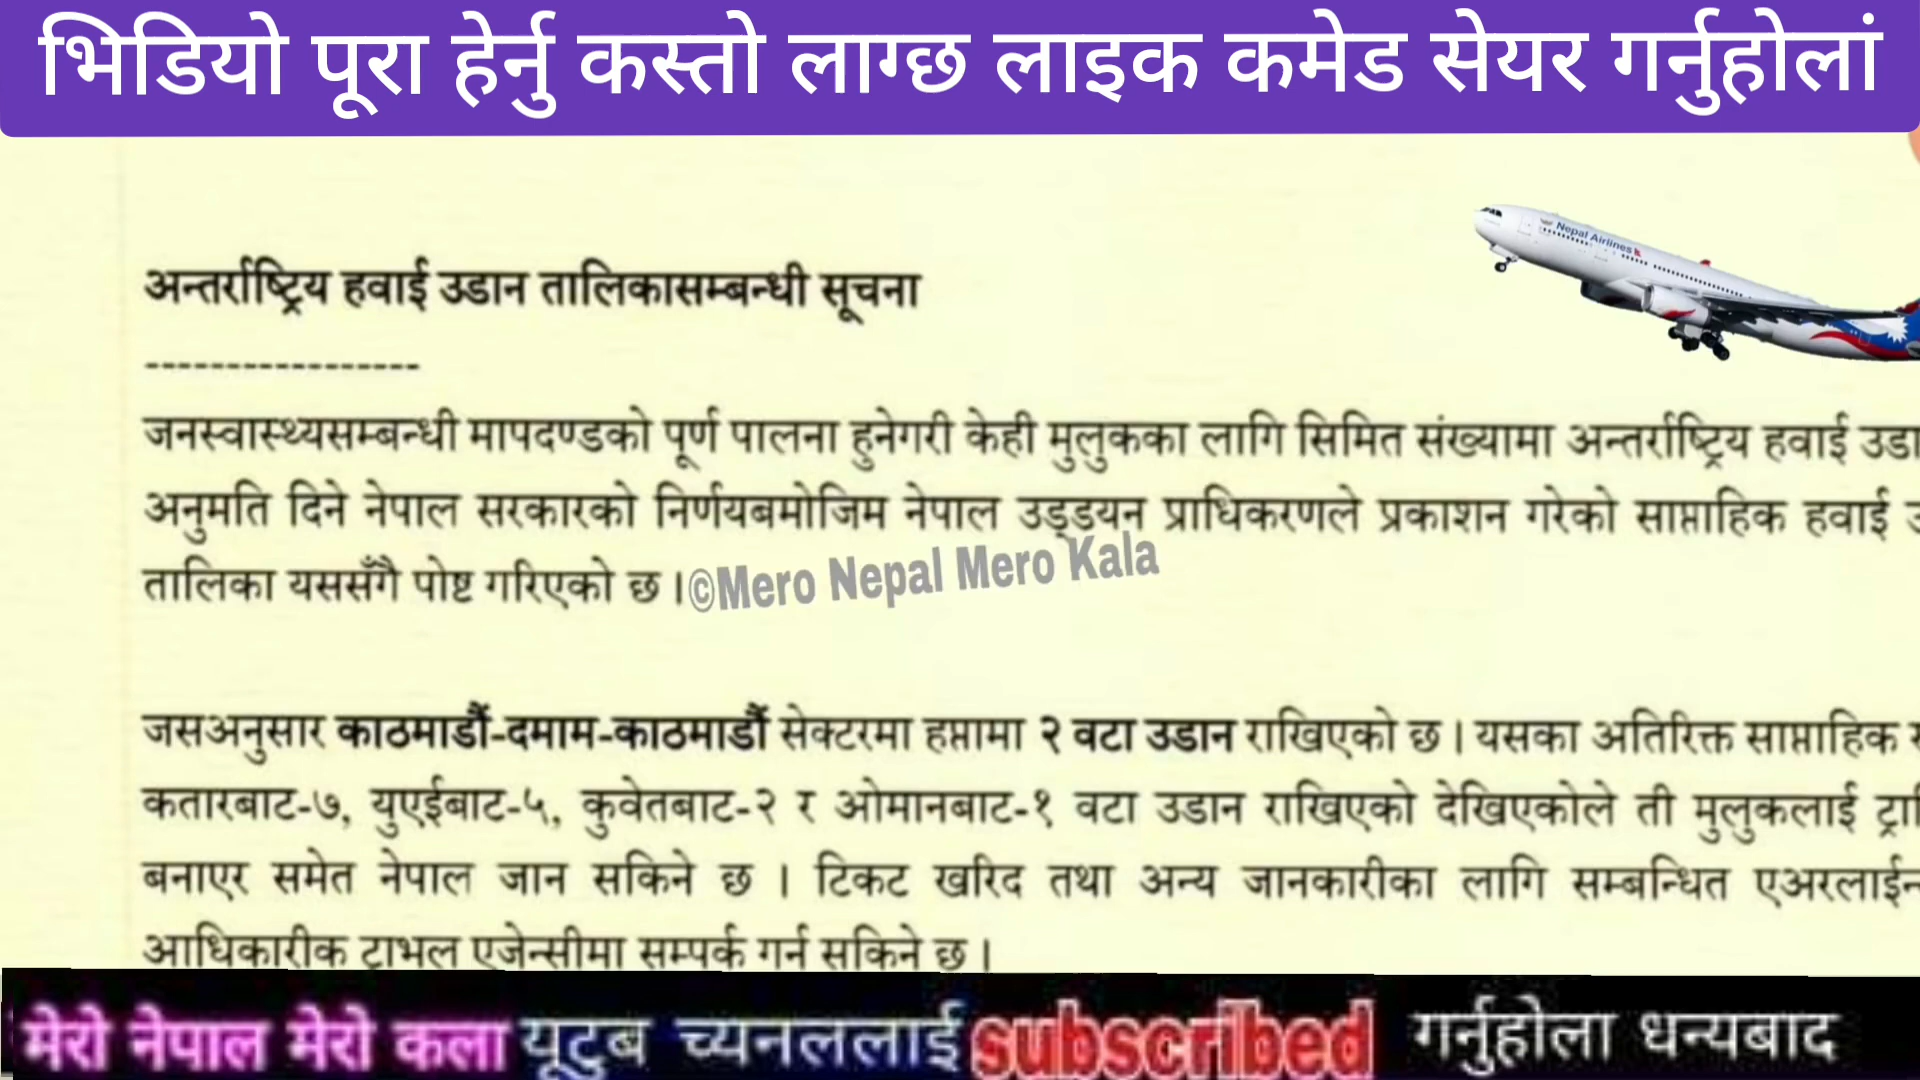 भिडियो पूरा हेर्नु कस्तो लाग्छ लाइक कमेड सेयर गर्नुहोलां
Nepal Airlines
अन्तर्राष्ट्रिय हवाई उडान तालिकासम्बन्धी सूचना
-----------------
जनस्वास्थ्यसम्बन्धी मापदण्डको पूर्ण पालना हुनेगरी केही मुलुकका लागि सिमित संख्यामा अन्तर्राष्ट्रिय हवाई उडा
अनुमति दिने नेपाल सरकारको निर्णयबमोजिम नेपाल उड्डयन प्राधिकरणले प्रकाशन गरेको साप्ताहिक हवाई
तालिका यससँगै पोष्ट गरिएको छ ।
©Mero Nepal Mero Kala
जसअनुसार काठमाडौं-दमाम-काठमाडौं सेक्टरमा हप्तामा २ वटा उडान राखिएको छ । यसका अतिरिक्त साप्ताहिक
कतारबाट-७, युएईबाट-५, कुवेतबाट-२ र ओमानबाट-१ वटा उडान राखिएको देखिएकोले ती मुलुकलाई ट्रा
बनाएर समेत नेपाल जान सकिने छ । टिकट खरिद तथा अन्य जानकारीका लागि सम्बन्धित एअरलाईन
आधिकारीक ट्राभल एजेन्सीमा सम्पर्क गर्न सकिने छ ।
मेरो नेपाल मेरो कला यूटुब च्यनललाई subscribed गर्नुहोला धन्यबाद